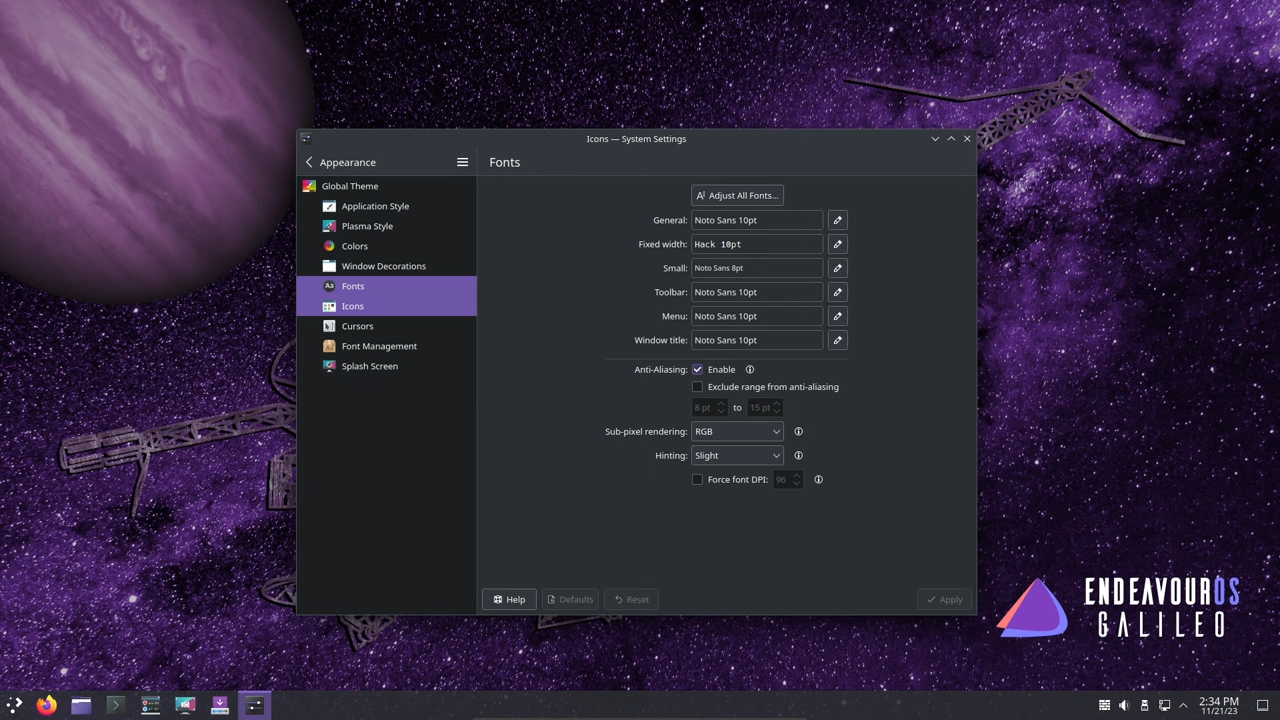 Icons — System Settings
Appearance
Fonts
Global Theme
Application Style
Plasma Style
Colors
Window Decorations
Fonts
Icons
Cursors
Font Management
Splash Screen
Adjust All Fonts...
General: Noto Sans 10pt
Fixed width: Hack 10pt
Small: Noto Sans 8pt
Toolbar: Noto Sans 10pt
Menu: Noto Sans 10pt
Window title: Noto Sans 10pt
Anti-Aliasing: Enable
Exclude range from anti-aliasing
8 pt to 15 pt
Sub-pixel rendering: RGB
Hinting: Slight
Force font DPI: 96
Help Defaults Reset Apply
ENDEAVOUROS
GALILEO
2:34 PM
11/21/23